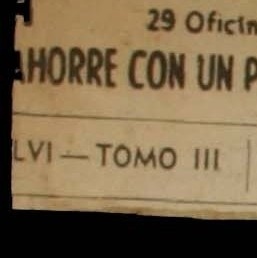 29 Oficin
AHORRE CON UN P
LVI — TOMO III